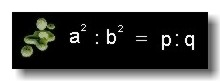 a² : b² = p:q